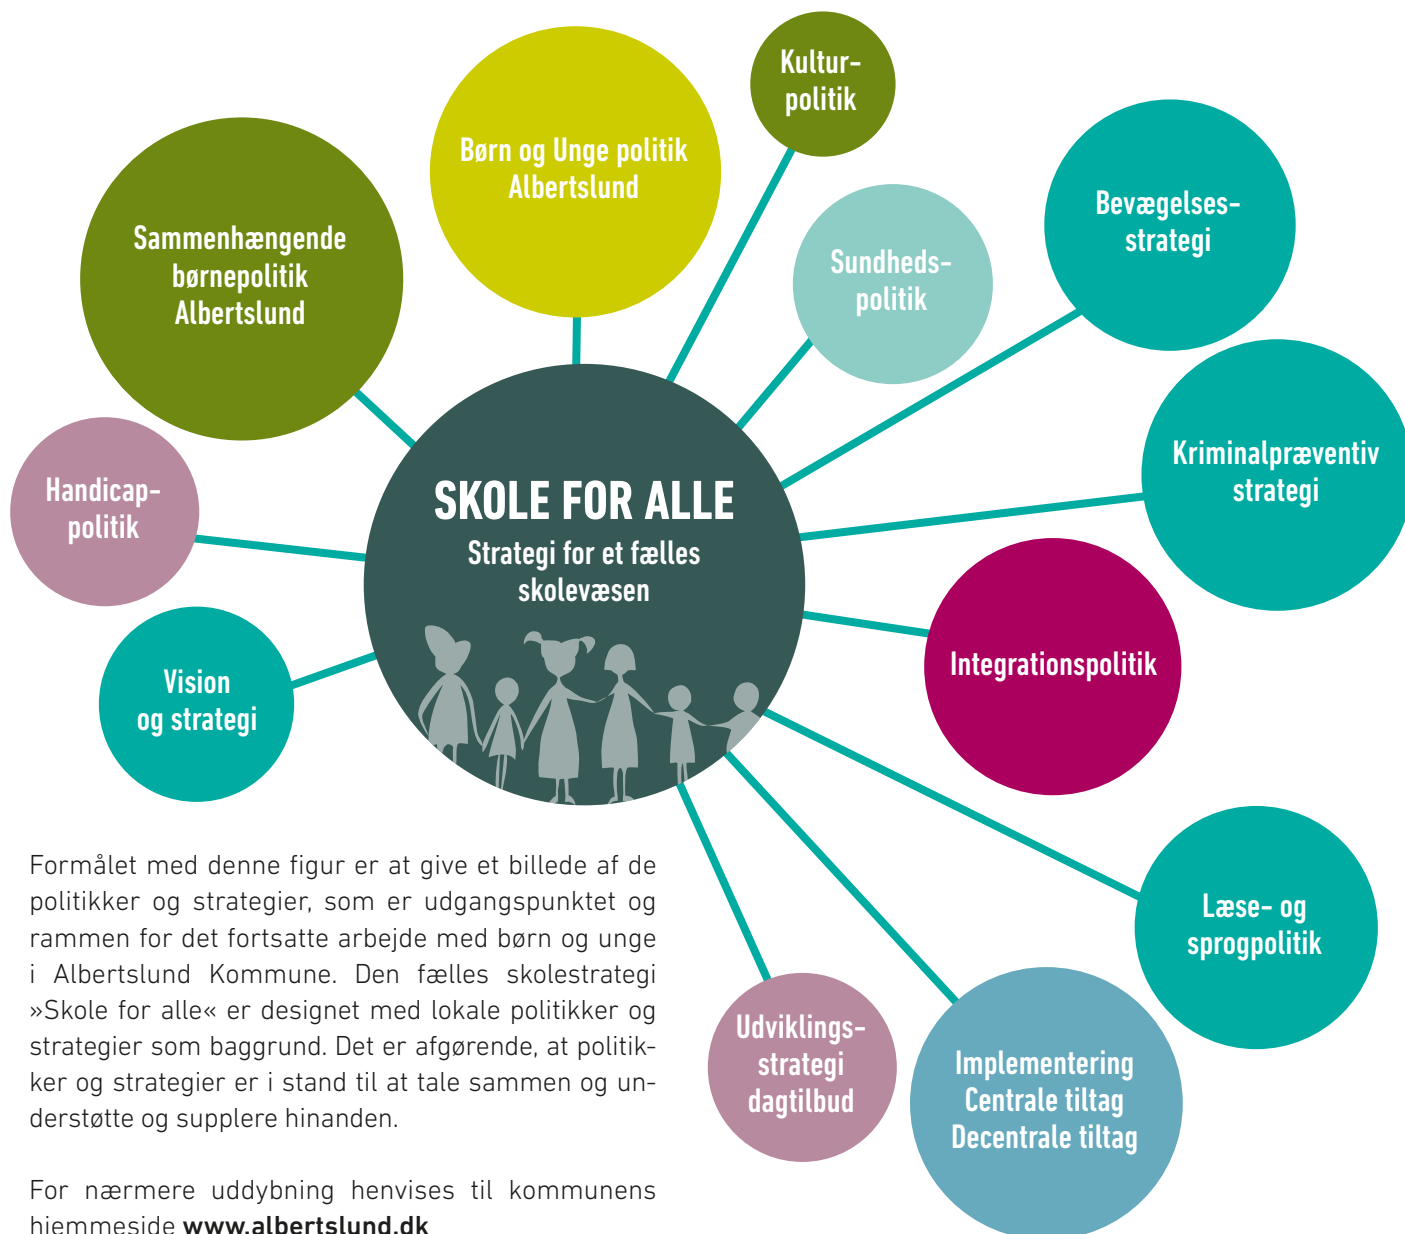 Kultur-
politik
Børn og Unge politik
Albertslund
Bevægelses-
strategi
Sammenhængende
børnepolitik
Albertslund
Sundheds-
politik
Kriminalpræventiv
strategi
Handicap-
politik
SKOLE FOR ALLE
Strategi for et fælles
skolevæsen
Integrationspolitik
Vision
og strategi
Læse- og
sprogpolitik
Udviklings-
strategi
dagtilbud
Implementering
Centrale tiltag
Decentrale tiltag
Formålet med denne figur er at give et billede af de
politikker og strategier, som er udgangspunktet og
rammen for det fortsatte arbejde med børn og unge
i Albertslund Kommune. Den fælles skolestrategi
»Skole for alle« er designet med lokale politikker og
strategier som baggrund. Det er afgørende, at politik-
ker og strategier er i stand til at tale sammen og un-
derstøtte og supplere hinanden.
For nærmere uddybning henvises til kommunens
hjemmeside www.albertslund.dk